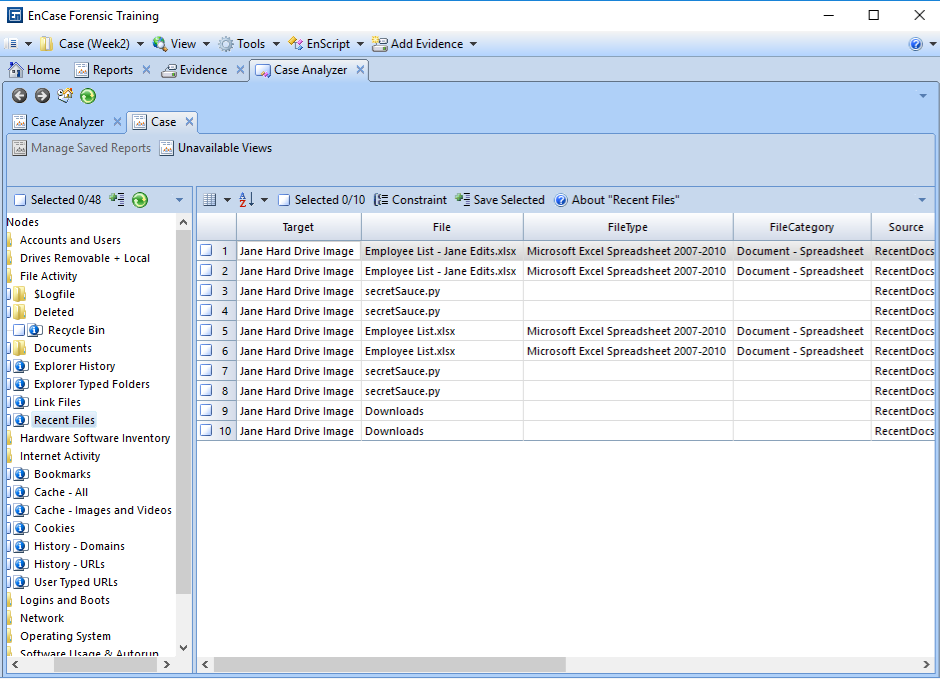 EnCase Forensic Training
Case (Week2) View Tools EnScript Add Evidence
Home Reports Evidence Case Analyzer
Case Analyzer Case
Manage Saved Reports Unavailable Views
Selected 0/48
Nodes
Accounts and Users
Drives Removable + Local
File Activity
$Logfile
Deleted
Recycle Bin
Documents
Explorer History
Explorer Typed Folders
Link Files
Recent Files
Hardware Software Inventory
Internet Activity
Bookmarks
Cache - All
Cache - Images and Videos
Cookies
History - Domains
History - URLs
User Typed URLs
Logins and Boots
Network
Operating System
Software Usage & Autorun
Selected 0/10 Constraint Save Selected About "Recent Files"
Target File FileType FileCategory Source
1 Jane Hard Drive Image Employee List - Jane Edits.xlsx Microsoft Excel Spreadsheet 2007-2010 Document - Spreadsheet RecentDocs
2 Jane Hard Drive Image Employee List - Jane Edits.xlsx Microsoft Excel Spreadsheet 2007-2010 Document - Spreadsheet RecentDocs
3 Jane Hard Drive Image secretSauce.py RecentDocs
4 Jane Hard Drive Image secretSauce.py RecentDocs
5 Jane Hard Drive Image Employee List.xlsx Microsoft Excel Spreadsheet 2007-2010 Document - Spreadsheet RecentDocs
6 Jane Hard Drive Image Employee List.xlsx Microsoft Excel Spreadsheet 2007-2010 Document - Spreadsheet RecentDocs
7 Jane Hard Drive Image secretSauce.py RecentDocs
8 Jane Hard Drive Image secretSauce.py RecentDocs
9 Jane Hard Drive Image Downloads RecentDocs
10 Jane Hard Drive Image Downloads RecentDocs